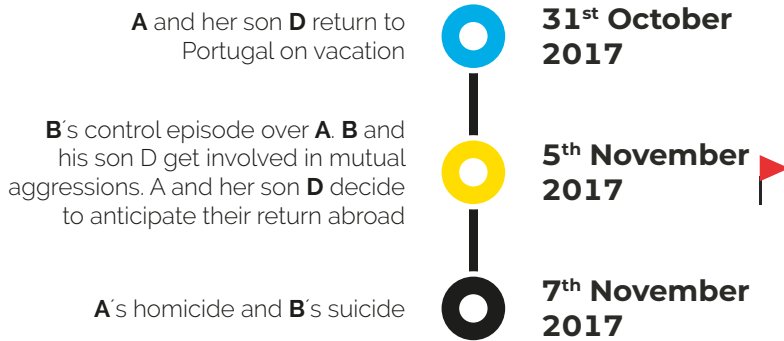 A and her son D return to
Portugal on vacation
31st October
2017
B´s control episode over A. B and
his son D get involved in mutual
aggressions. A and her son D decide
to anticipate their return abroad
5th November
2017
A´s homicide and B´s suicide
7th November
2017